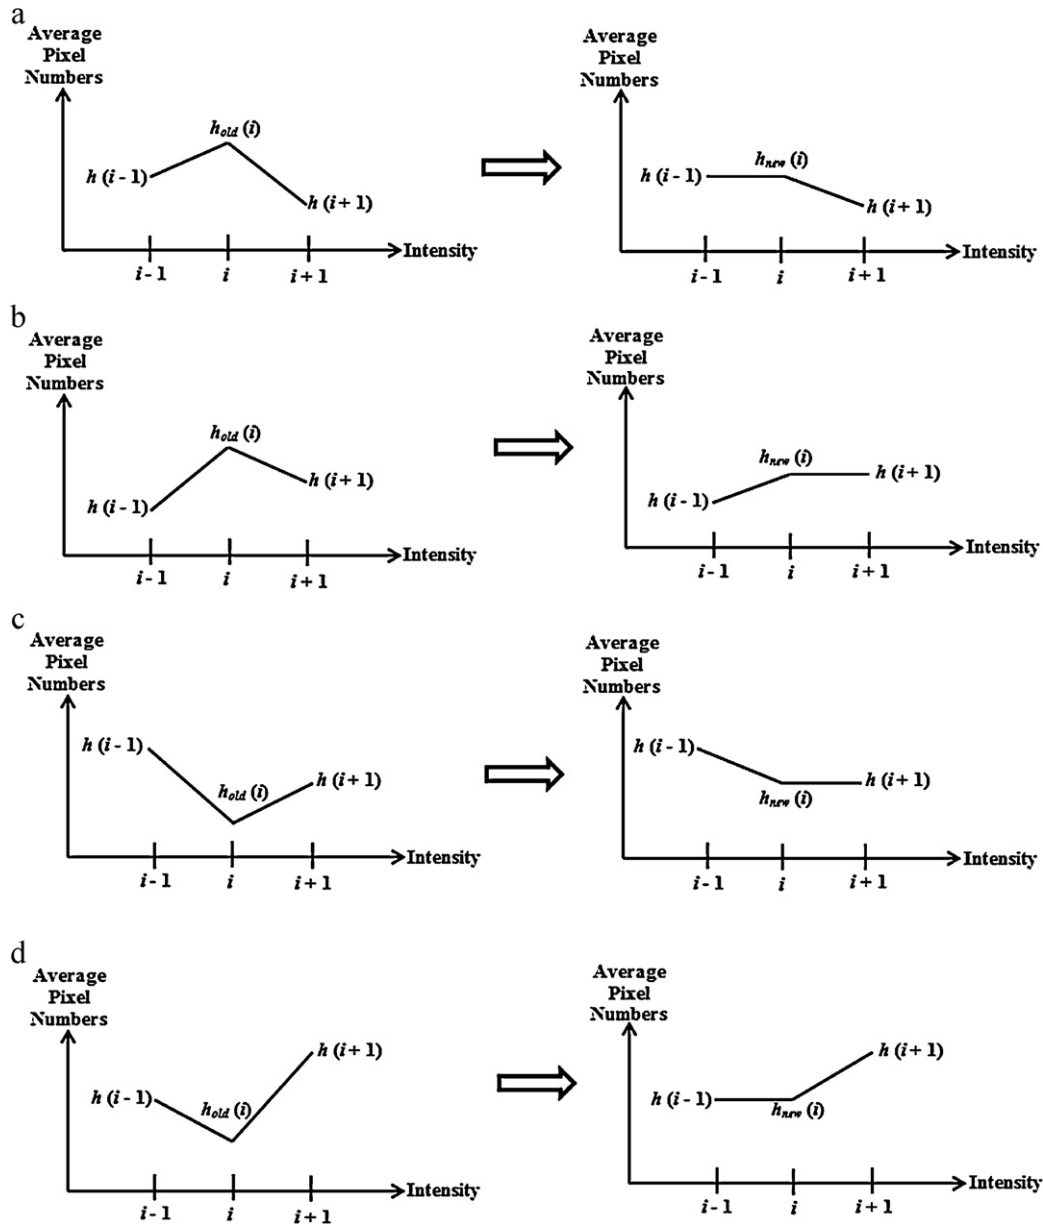 a
Average
Pixel
Numbers
h_old (i)
h (i - 1)
h (i + 1)
Intensity
i - 1
i
i + 1
Average
Pixel
Numbers
h_new (i)
h (i - 1)
h (i + 1)
Intensity
i - 1
i
i + 1
b
Average
Pixel
Numbers
h_old (i)
h (i + 1)
h (i - 1)
Intensity
i - 1
i
i + 1
Average
Pixel
Numbers
h_new (i)
h (i + 1)
h (i - 1)
Intensity
i - 1
i
i + 1
c
Average
Pixel
Numbers
h (i - 1)
h_old (i)
h (i + 1)
Intensity
i - 1
i
i + 1
Average
Pixel
Numbers
h (i - 1)
h (i + 1)
h_new (i)
Intensity
i - 1
i
i + 1
d
Average
Pixel
Numbers
h (i + 1)
h (i - 1)
h_old (i)
Intensity
i - 1
i
i + 1
Average
Pixel
Numbers
h (i + 1)
h (i - 1)
h_new (i)
Intensity
i - 1
i
i + 1